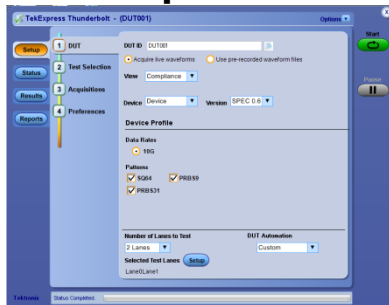 TekExpress Thunderbolt - (DUT001)
Options
Setup
Status
Results
Reports
1 DUT
2 Test Selection
3 Acquisitions
4 Preferences
DUT ID DUT001
Acquire live waveforms Use pre-recorded waveform files
View Compliance
Device Device Version SPEC 0.6
Device Profile
Data Rates
10G
Patterns
SQ64 PRBS9
PRBS31
Number of Lanes to Test DUT Automation
2 Lanes Custom
Selected Test Lanes Setup
Lane0Lane1
Start
Pause
Tektronix Status Completed.